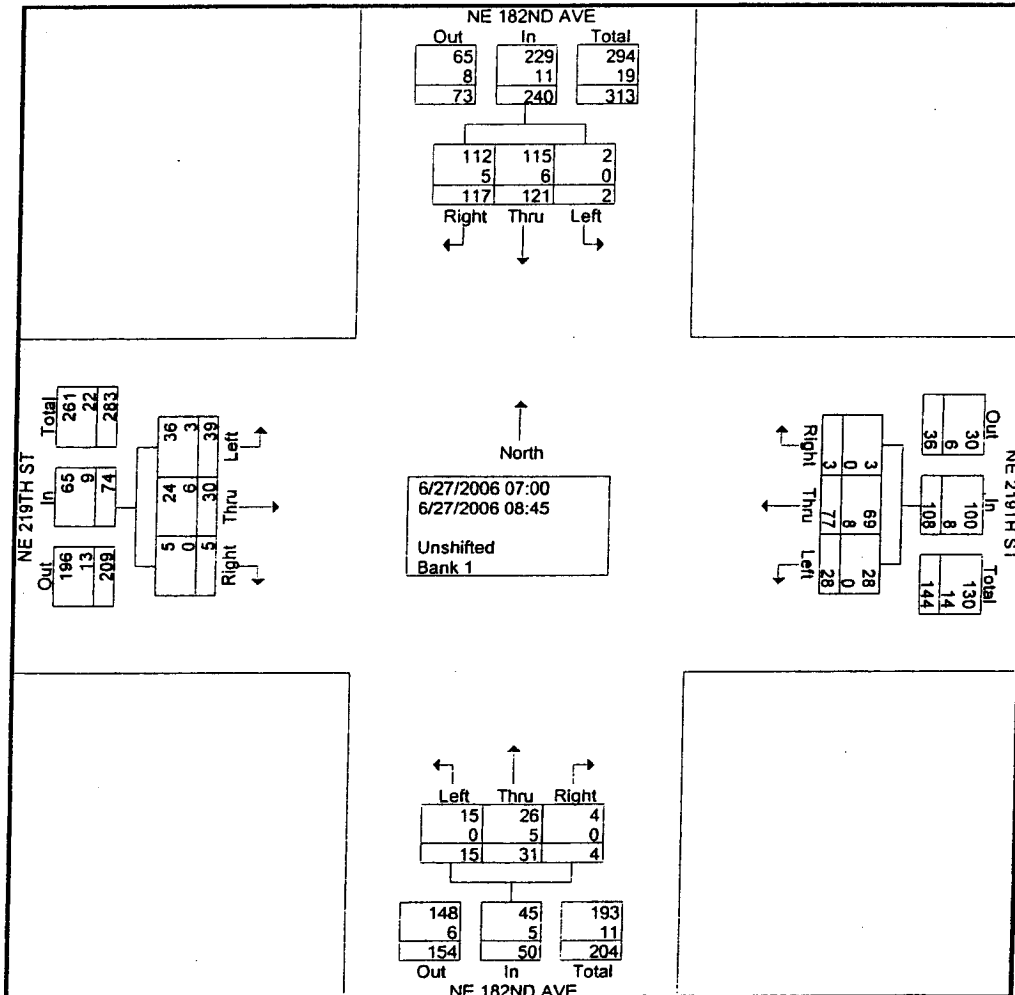 NE 182ND AVE
Out In Total
65 229 294
8 11 19
73 240 313
112 115 2
5 6 0
117 121 2
Right Thru Left
NE 219TH ST
Total
261
22
283
In
65
9
74
Out
196
13
209
Left
36 3 39
Thru
24 6 30
Right
5 0 5
North
6/27/2006 07:00
6/27/2006 08:45
Unshifted
Bank 1
Right
3 0 3
Thru
69 8 77
Left
28 0 28
Out
30
6
36
In
100
8
108
Total
130
14
144
NE 219TH ST
Left Thru Right
15 26 4
0 5 0
15 31 4
148 45 193
6 5 11
154 50 204
Out In Total
NE 182ND AVE